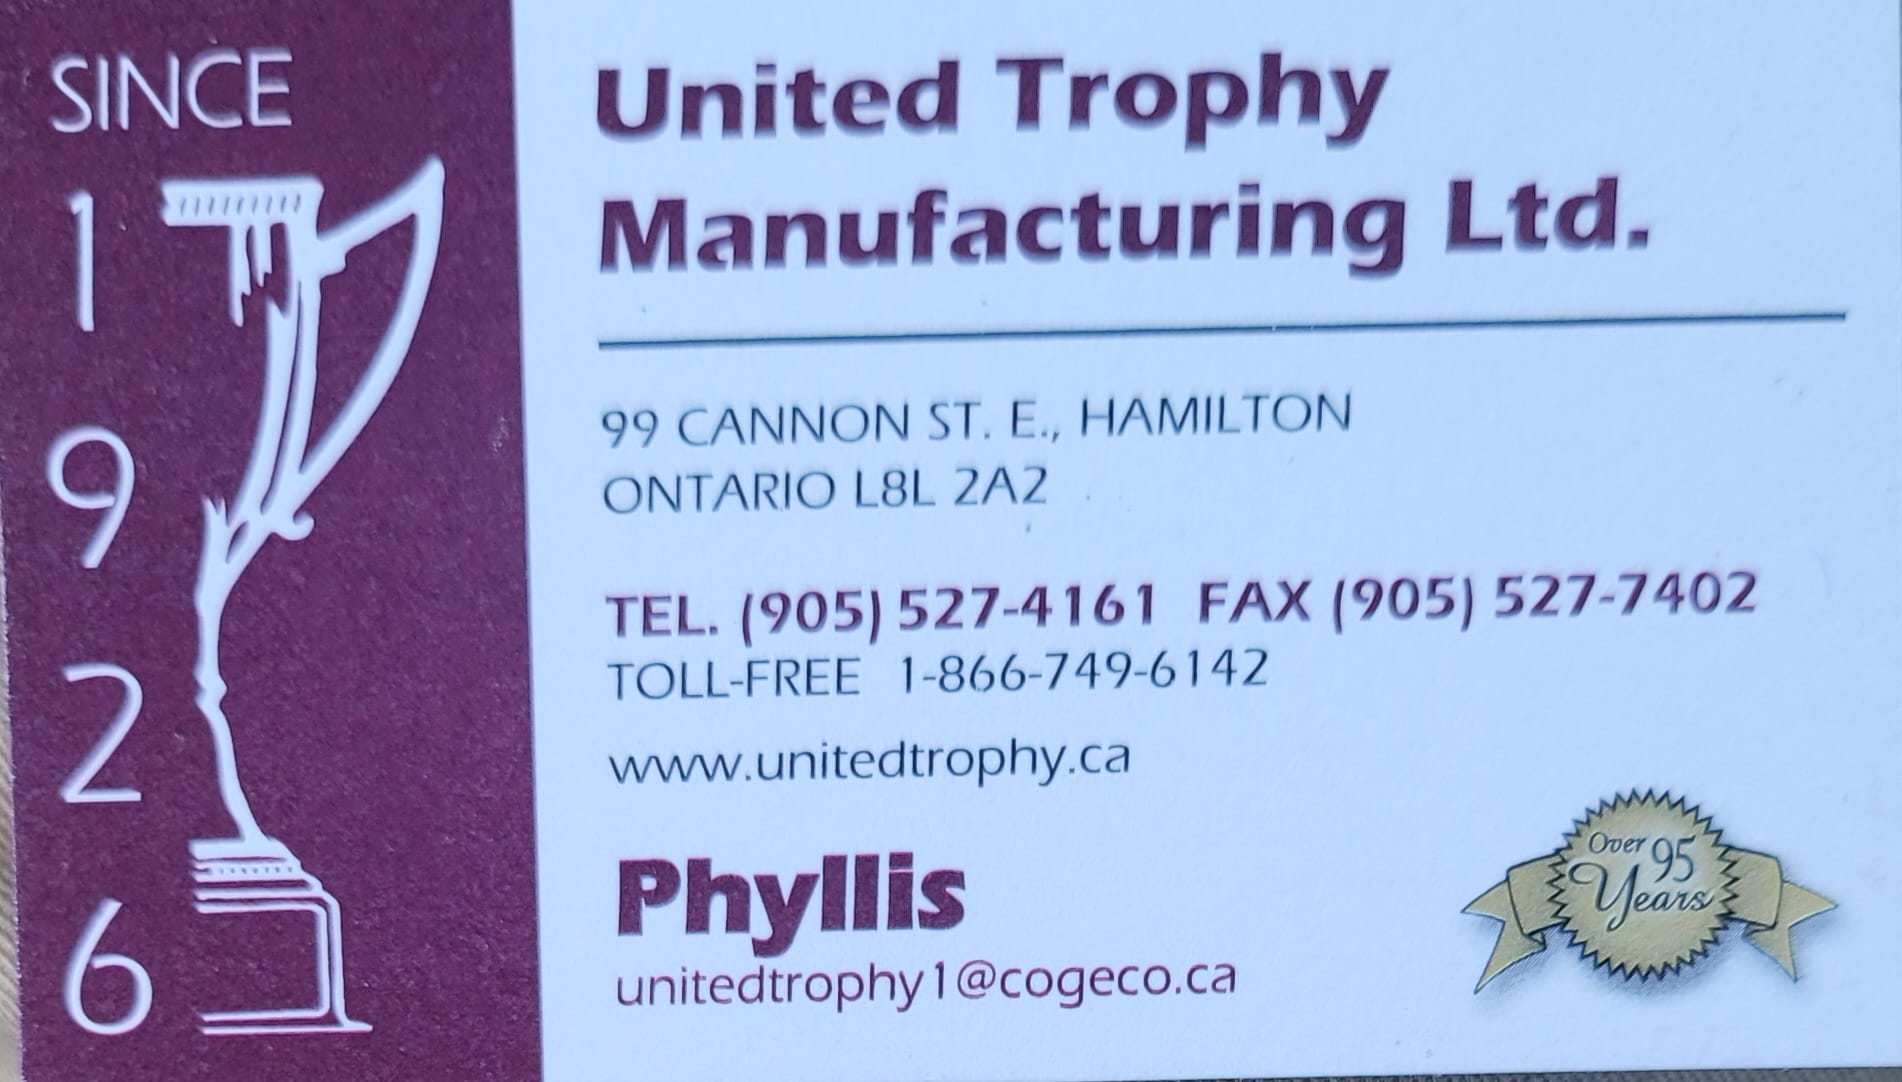 SINCE
1
9
2
6
United Trophy
Manufacturing Ltd.
99 CANNON ST. E., HAMILTON
ONTARIO L8L 2A2
TEL. (905) 527-4161 FAX (905) 527-7402
TOLL-FREE 1-866-749-6142
www.unitedtrophy.ca
Phyllis
unitedtrophy1@cogeco.ca
Over 95
Years